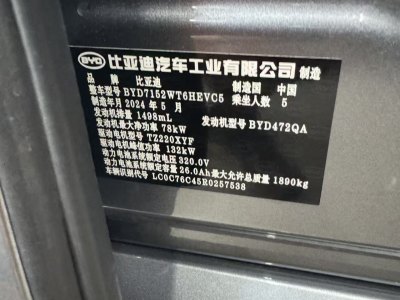 BYD 比亚迪汽车工业有限公司 制造
品牌 比亚迪 制造国 中国
整车型号 BYD7152WT6HEVC5 乘坐人数 5
制造年月 2024年5月
发动机排量 1498mL 发动机型号 BYD472QA
发动机最大净功率 78kW
驱动电机型号 TZ220XYF
驱动电机峰值功率 132kW
动力电池系统额定电压 320.0V
动力电池系统额定容量 26.0Ah 最大允许总质量 1890kg
车辆识别代号 LC0C76C45R0257538